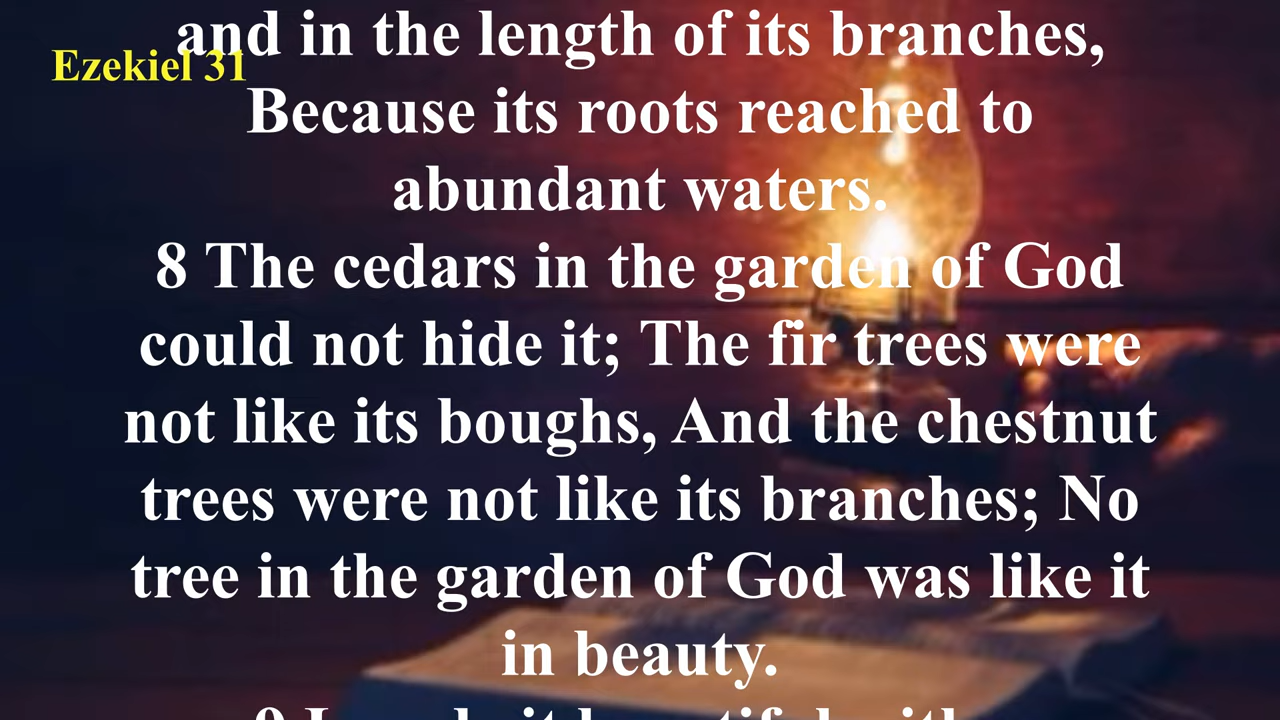 and in the length of its branches,
Ezekiel 31
Because its roots reached to
abundant waters.
8 The cedars in the garden of God
could not hide it; The fir trees were
not like its boughs, And the chestnut
trees were not like its branches; No
tree in the garden of God was like it
in beauty.